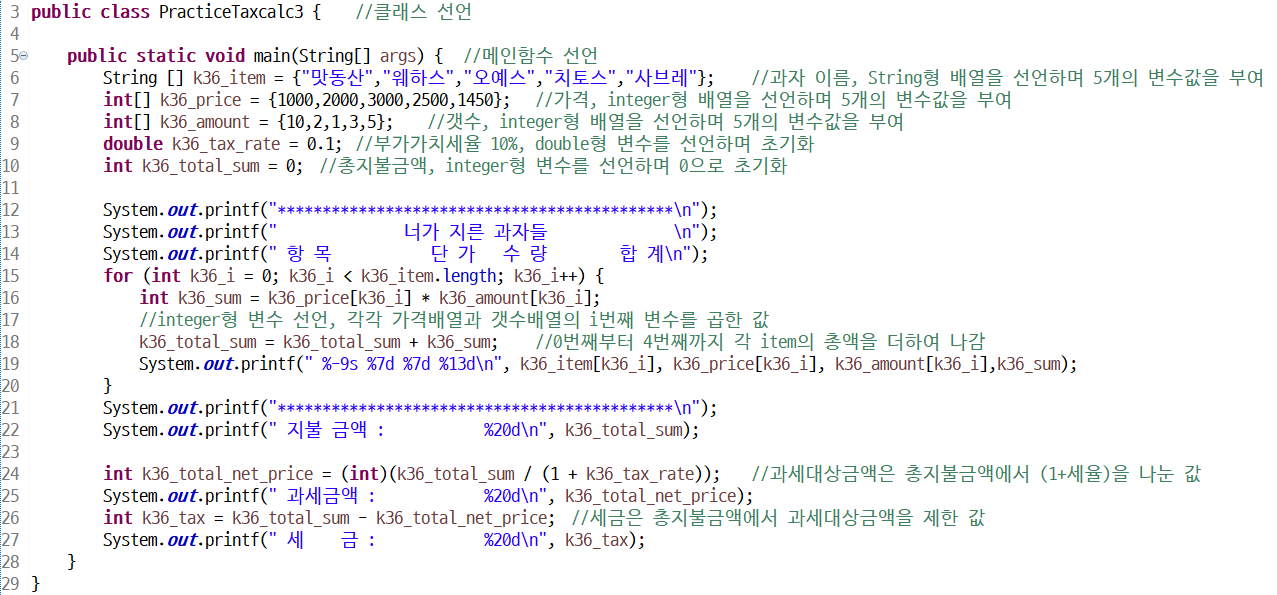 3 public class PracticeTaxcalc3 {    //클래스 선언
4
5    public static void main(String[] args) {  //메인함수 선언
6        String [] k36_item = {"맛동산","웨하스","오예스","치토스","사브레"};    //과자 이름, String형 배열을 선언하며 5개의 변수값을 부여
7        int[] k36_price = {1000,2000,3000,2500,1450};   //가격, integer형 배열을 선언하며 5개의 변수값을 부여
8        int[] k36_amount = {10,2,1,3,5};    //갯수, integer형 배열을 선언하며 5개의 변수값을 부여
9        double k36_tax_rate = 0.1; //부가가치세율 10%, double형 변수를 선언하며 초기화
10        int k36_total_sum = 0;  //총지불금액, integer형 변수를 선언하며 0으로 초기화
11
12        System.out.printf("********************************************\n");
13        System.out.printf("              너가 지른 과자들              \n");
14        System.out.printf(" 항 목           단 가   수 량        합 계\n");
15        for (int k36_i = 0; k36_i < k36_item.length; k36_i++) {
16            int k36_sum = k36_price[k36_i] * k36_amount[k36_i];
17            //integer형 변수 선언, 각각 가격배열과 갯수배열의 i번째 변수를 곱한 값
18            k36_total_sum = k36_total_sum + k36_sum;    //0번째부터 4번째까지 각 item의 총액을 더하여 나감
19            System.out.printf(" %-9s %7d %7d %13d\n", k36_item[k36_i], k36_price[k36_i], k36_amount[k36_i],k36_sum);
20        }
21        System.out.printf("********************************************\n");
22        System.out.printf(" 지불 금액 :           %20d\n", k36_total_sum);
23
24        int k36_total_net_price = (int)(k36_total_sum / (1 + k36_tax_rate));   //과세대상금액은 총지불금액에서 (1+세율)을 나눈 값
25        System.out.printf(" 과세금액 :            %20d\n", k36_total_net_price);
26        int k36_tax = k36_total_sum - k36_total_net_price;  //세금은 총지불금액에서 과세대상금액을 제한 값
27        System.out.printf(" 세    금 :            %20d\n", k36_tax);
28    }
29 }